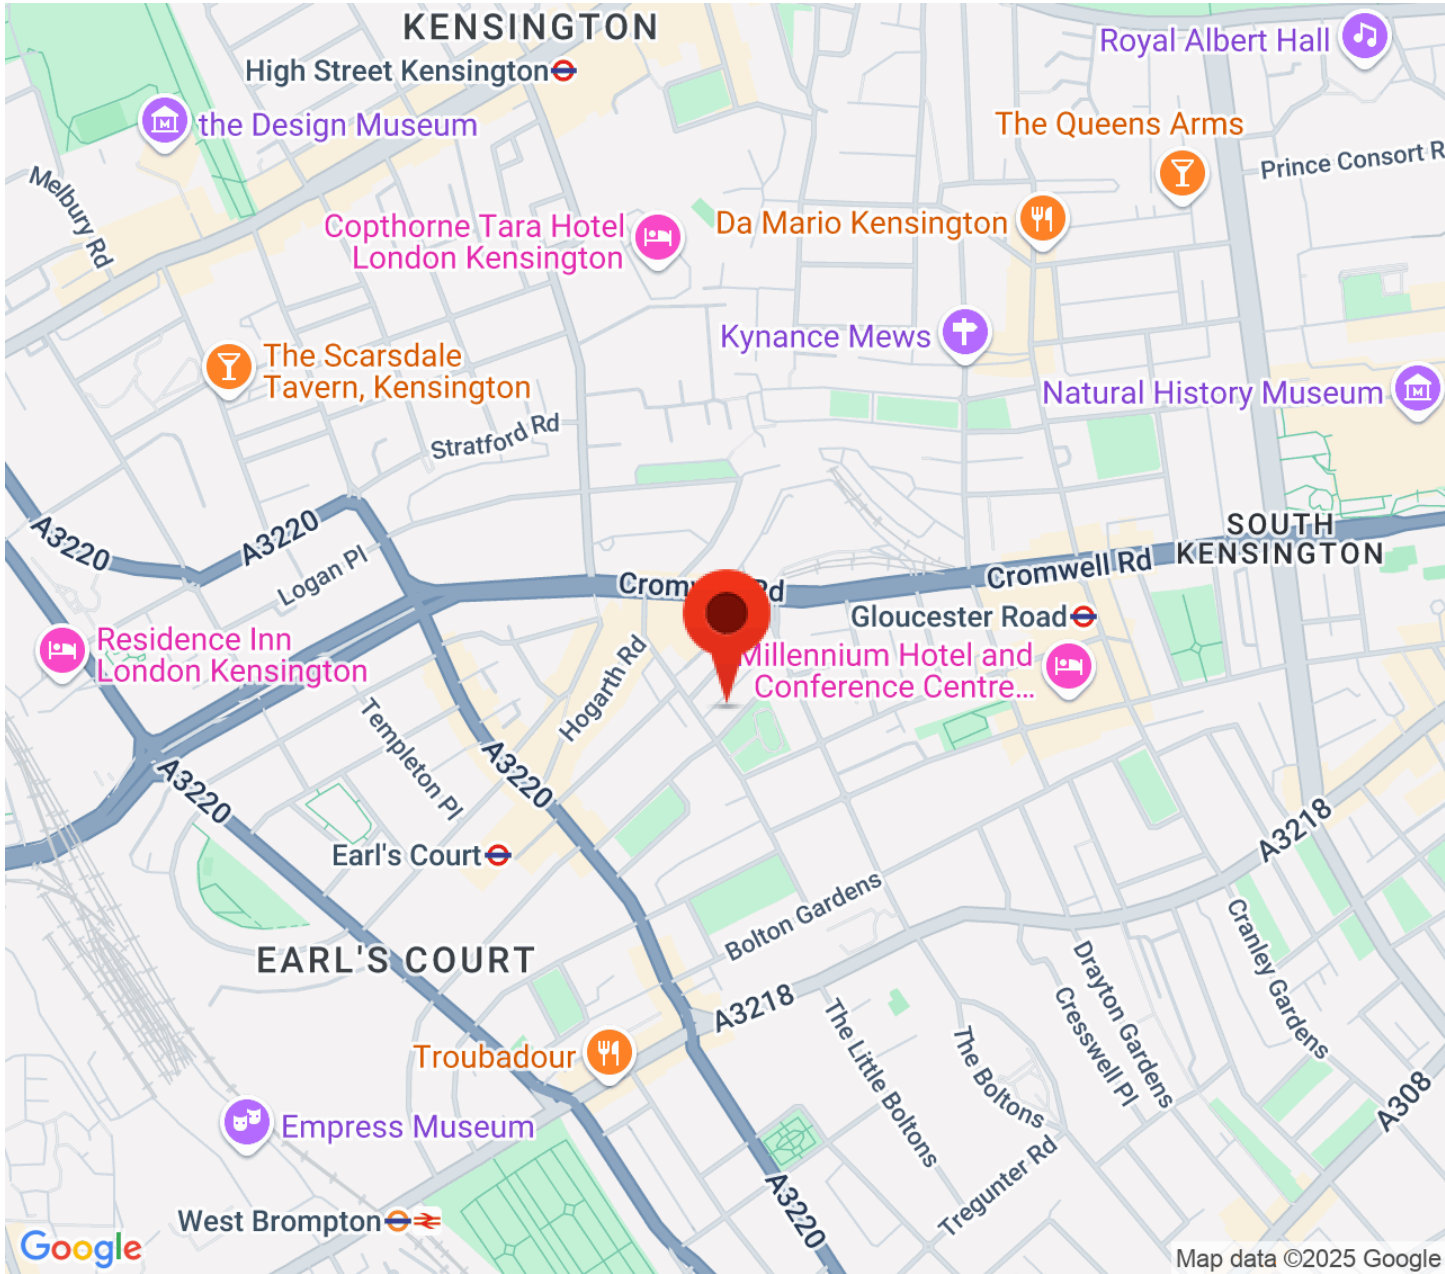 KENSINGTON
Royal Albert Hall
High Street Kensington
the Design Museum
The Queens Arms
Prince Consort R
Melbury Rd
Copthorne Tara Hotel
London Kensington
Da Mario Kensington
Kynance Mews
The Scarsdale
Tavern, Kensington
Natural History Museum
Stratford Rd
A3220
A3220
SOUTH
KENSINGTON
Logan Pl
Cromwell Rd
Gloucester Road
Residence Inn
London Kensington
Hogarth Rd
Millennium Hotel and
Conference Centre...
Templeton Pl
A3220
A3220
A3218
Earl's Court
Bolton Gardens
Cranley Gardens
EARL'S COURT
Drayton Gardens
A3218
Cresswell Pl
The Little Boltons
The Boltons
Troubadour
A308
Empress Museum
Tregunter Rd
A3220
West Brompton
Google
Map data ©2025 Google